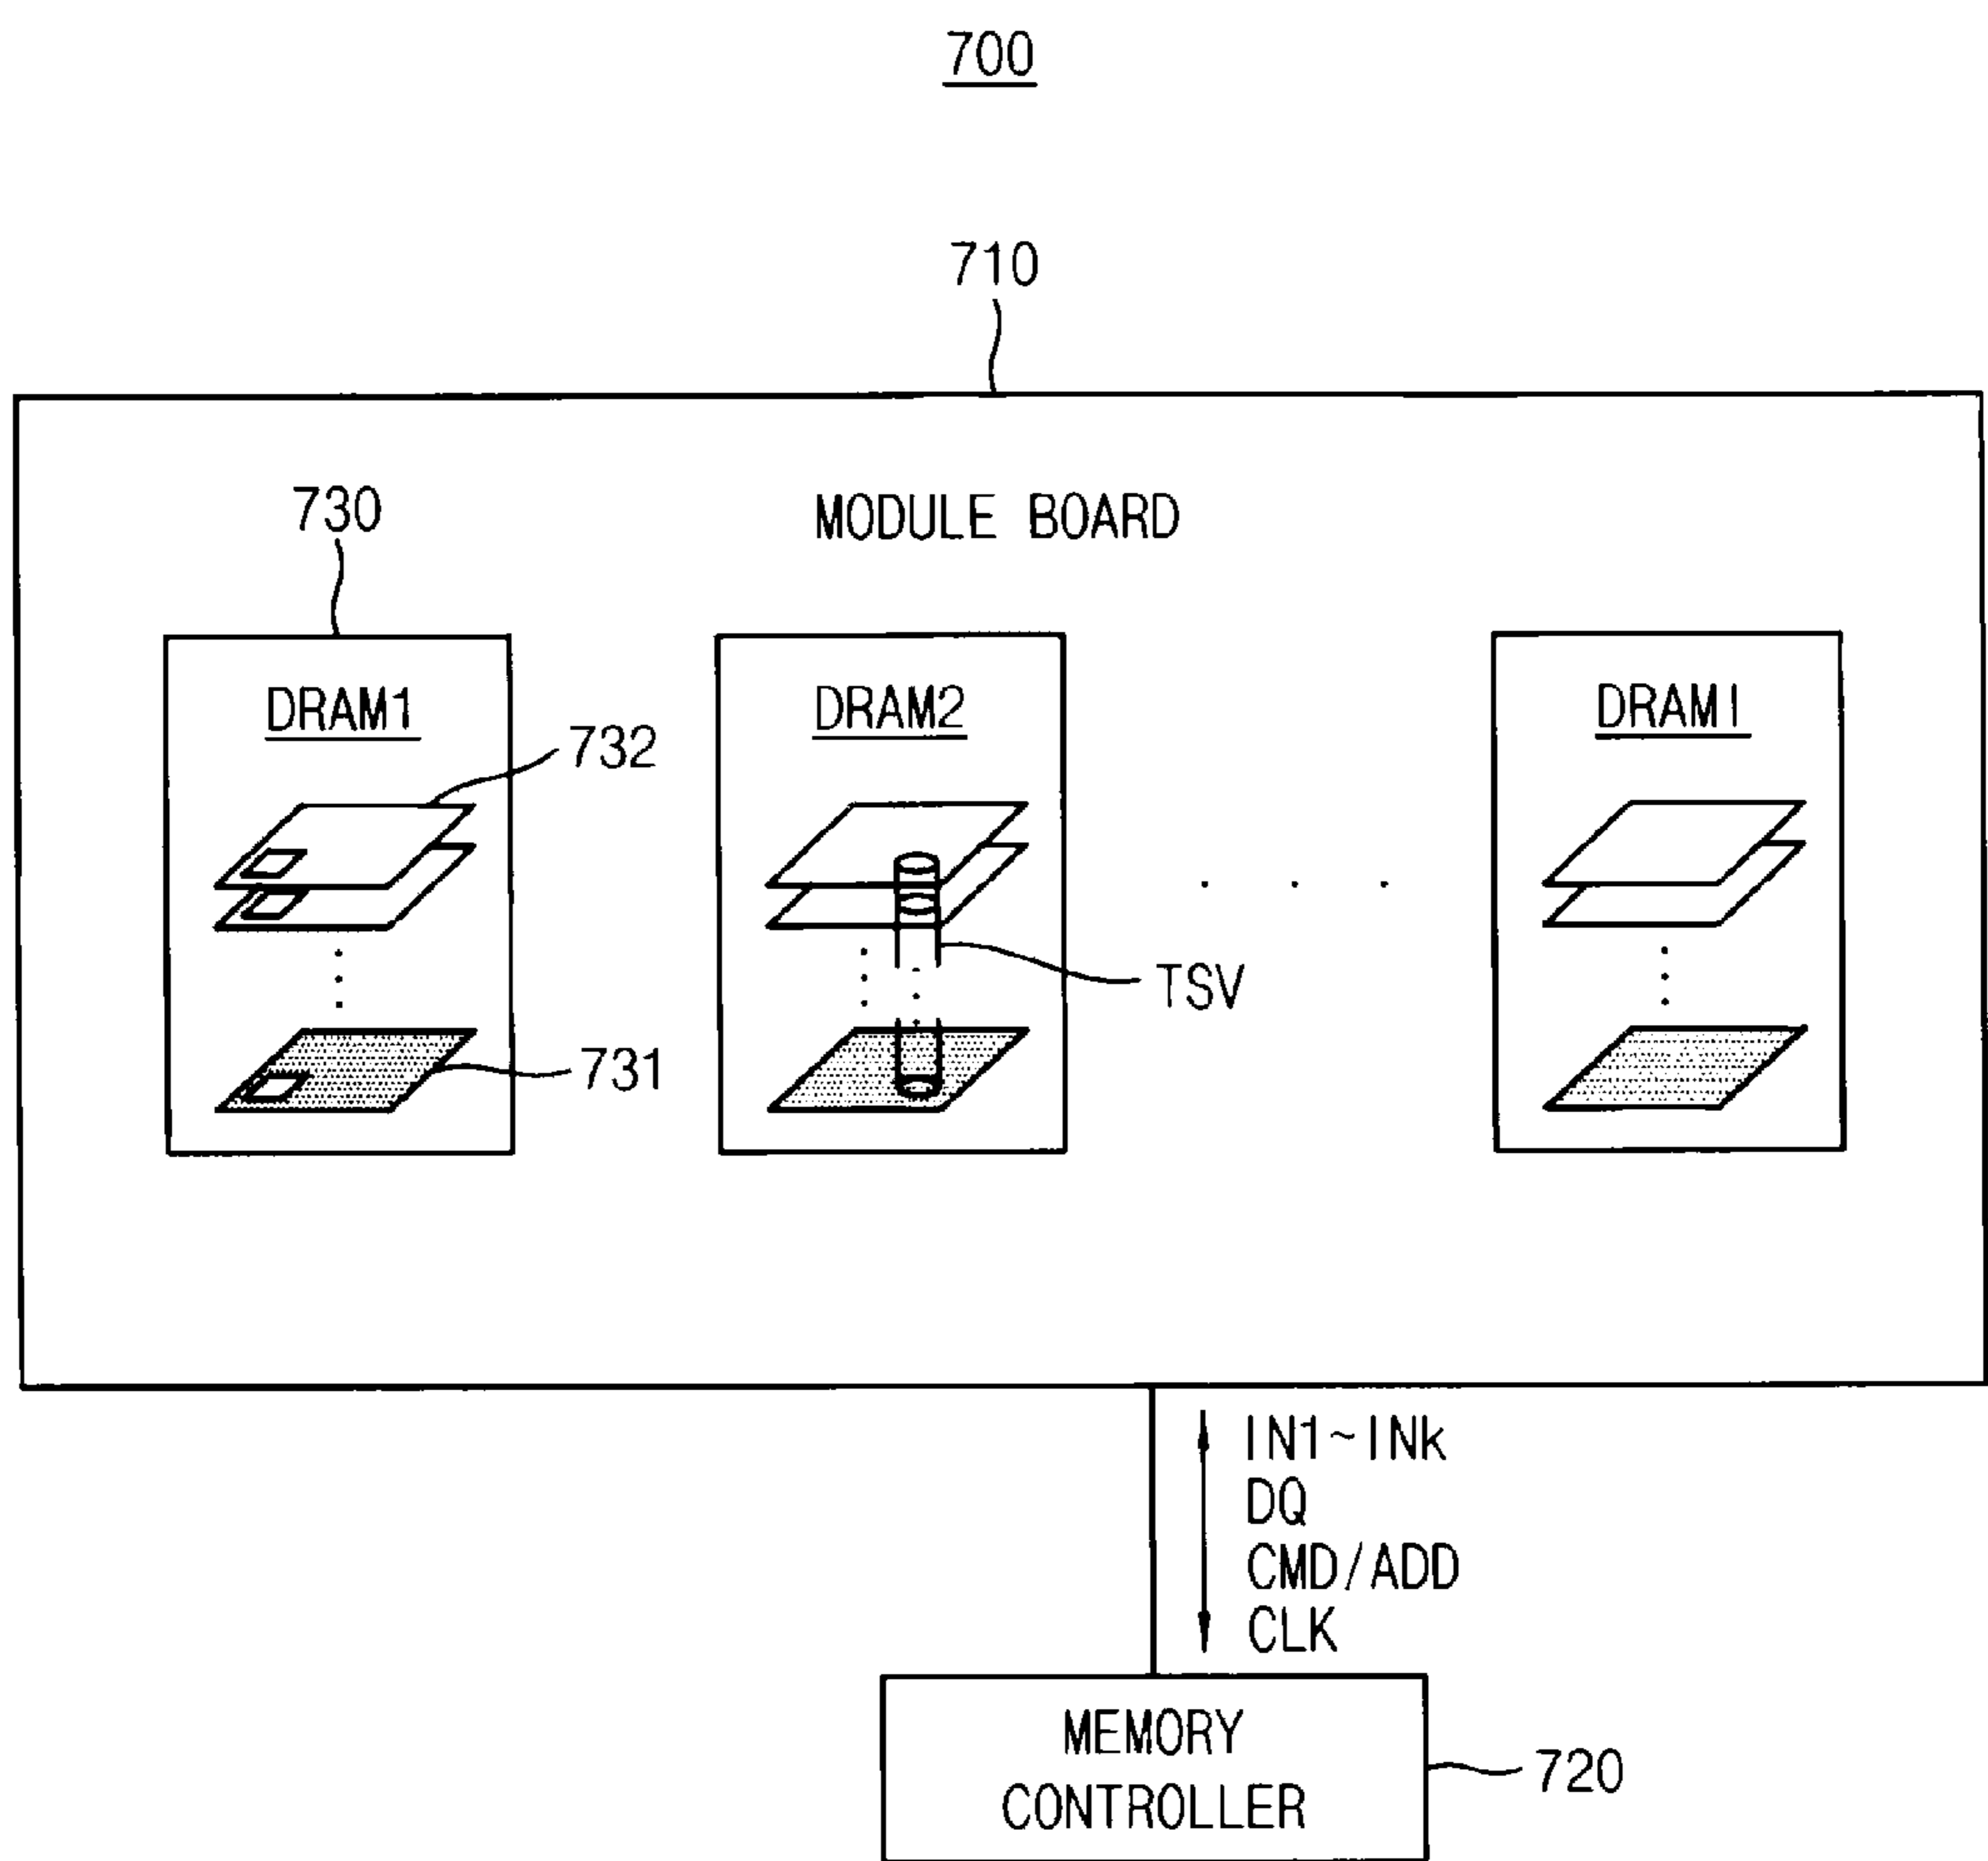 700
710
730
MODULE BOARD
DRAM1
DRAM2
DRAMI
732
TSV
731
IN1~INk
DQ
CMD/ADD
CLK
MEMORY
CONTROLLER
720